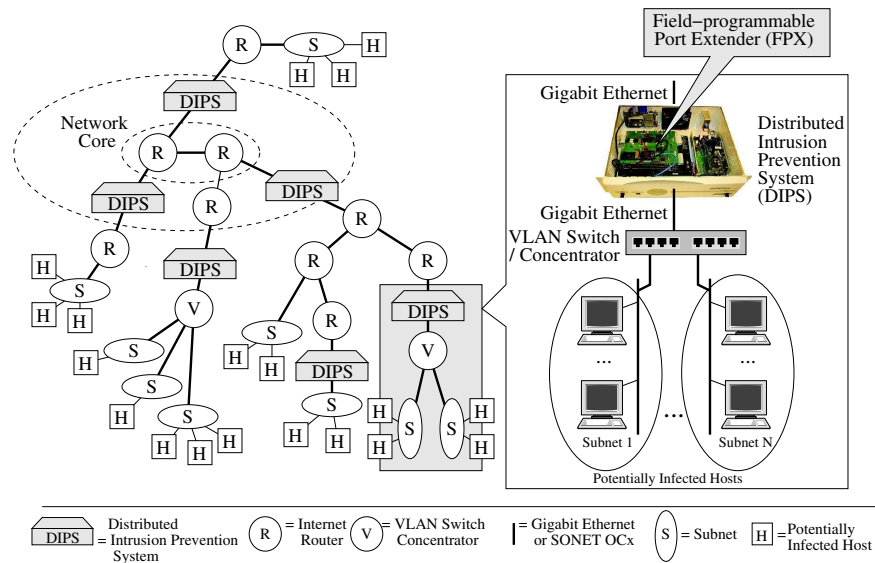 Field−programmable
Port Extender (FPX)
R
S
H
H
H
DIPS
Network
Core
R
R
DIPS
R
DIPS
R
R
H
S
H
H
DIPS
R
R
V
R
DIPS
S
H
S
H
S
H
H
H
S
H
H
DIPS
S
H
H
V
H
H
S
S
H
H
Gigabit Ethernet
Distributed
Intrusion
Prevention
System
(DIPS)
Gigabit Ethernet
VLAN Switch
/ Concentrator
...
...
...
Subnet 1
Subnet N
Potentially Infected Hosts
DIPS
Distributed
= Intrusion Prevention
System
R
= Internet
Router
V
= VLAN Switch
Concentrator
= Gigabit Ethernet
or SONET OCx
S
= Subnet
H
=Potentially
Infected Host